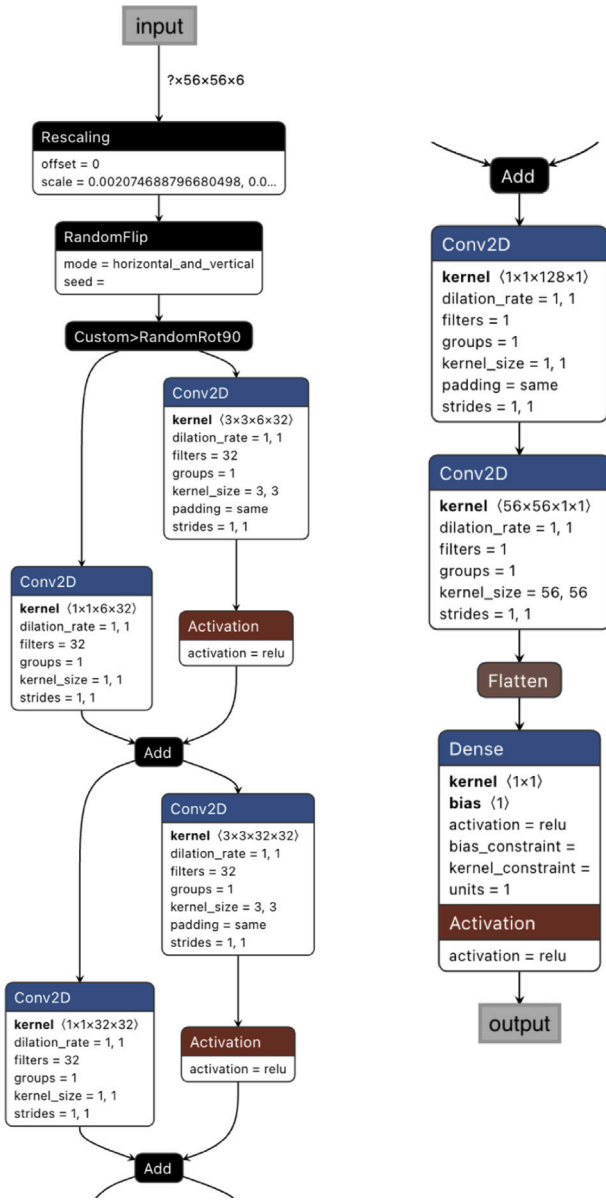 input
?×56×56×6
Rescaling
offset = 0
scale = 0.002074688796680498, 0.0...
RandomFlip
mode = horizontal_and_vertical
seed =
Custom>RandomRot90
Conv2D
kernel ⟨3×3×6×32⟩
dilation_rate = 1, 1
filters = 32
groups = 1
kernel_size = 3, 3
padding = same
strides = 1, 1
Conv2D
kernel ⟨1×1×6×32⟩
dilation_rate = 1, 1
filters = 32
groups = 1
kernel_size = 1, 1
strides = 1, 1
Activation
activation = relu
Add
Conv2D
kernel ⟨3×3×32×32⟩
dilation_rate = 1, 1
filters = 32
groups = 1
kernel_size = 3, 3
padding = same
strides = 1, 1
Conv2D
kernel ⟨1×1×32×32⟩
dilation_rate = 1, 1
filters = 32
groups = 1
kernel_size = 1, 1
strides = 1, 1
Activation
activation = relu
Add
Add
Conv2D
kernel ⟨1×1×128×1⟩
dilation_rate = 1, 1
filters = 1
groups = 1
kernel_size = 1, 1
padding = same
strides = 1, 1
Conv2D
kernel ⟨56×56×1×1⟩
dilation_rate = 1, 1
filters = 1
groups = 1
kernel_size = 56, 56
strides = 1, 1
Flatten
Dense
kernel ⟨1×1⟩
bias ⟨1⟩
activation = relu
bias_constraint =
kernel_constraint =
units = 1
Activation
activation = relu
output